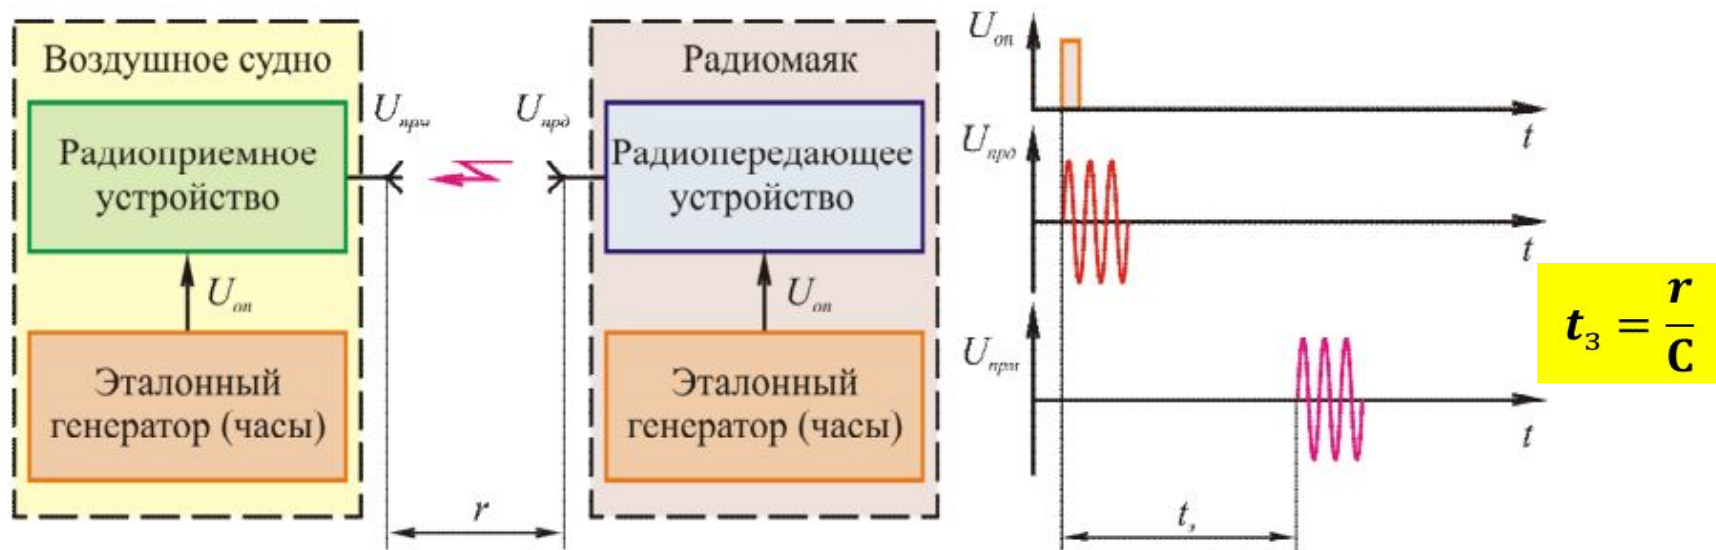 Воздушное судно
Радиоприемное
устройство
U_оп
Эталонный
генератор (часы)
U_прм
U_прд
r
Радиомаяк
Радиопередающее
устройство
U_оп
Эталонный
генератор (часы)
U_оп
t
U_прд
t
U_прм
t
t_з
t_з = r/C